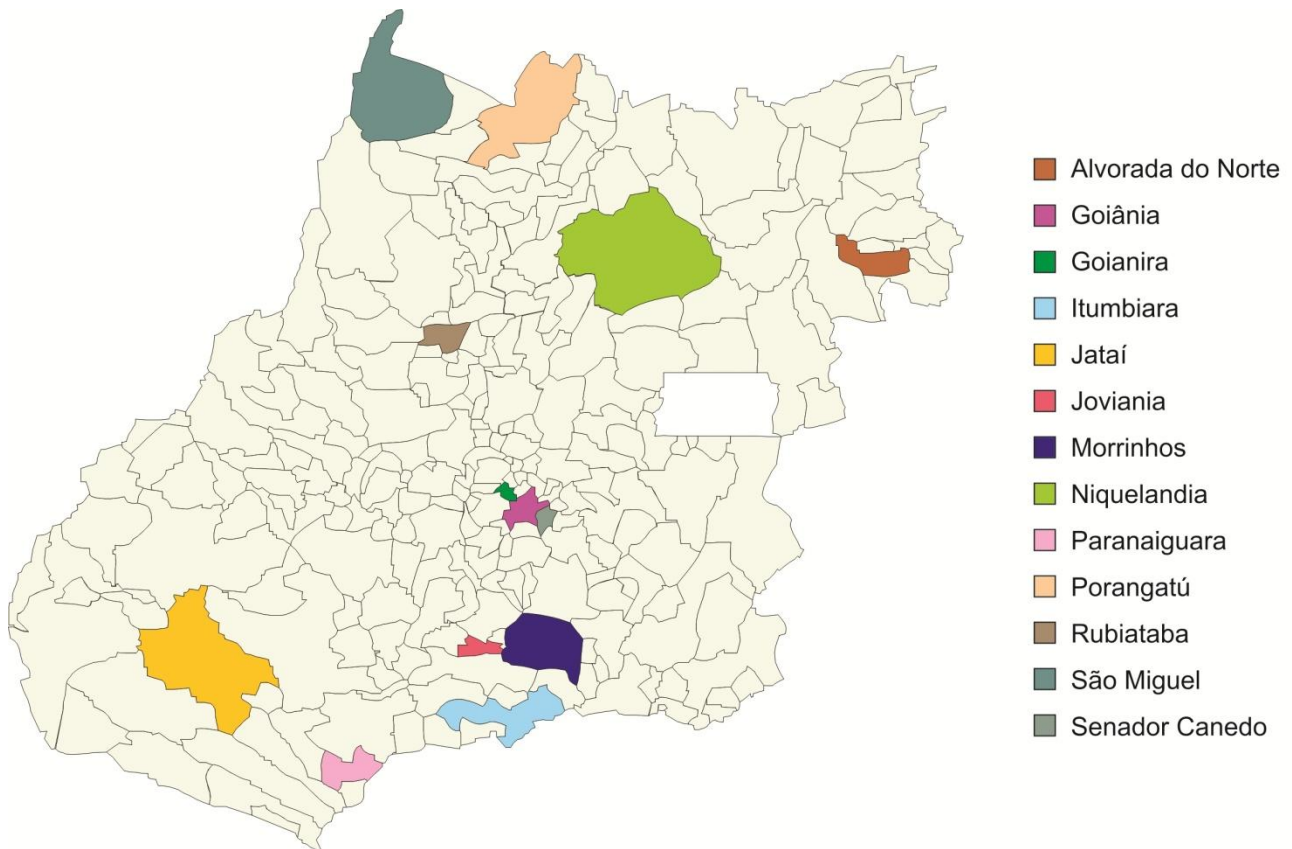 Alvorada do Norte
Goiânia
Goianira
Itumbiara
Jataí
Joviania
Morrinhos
Niquelandia
Paranaiguara
Porangatú
Rubiataba
São Miguel
Senador Canedo